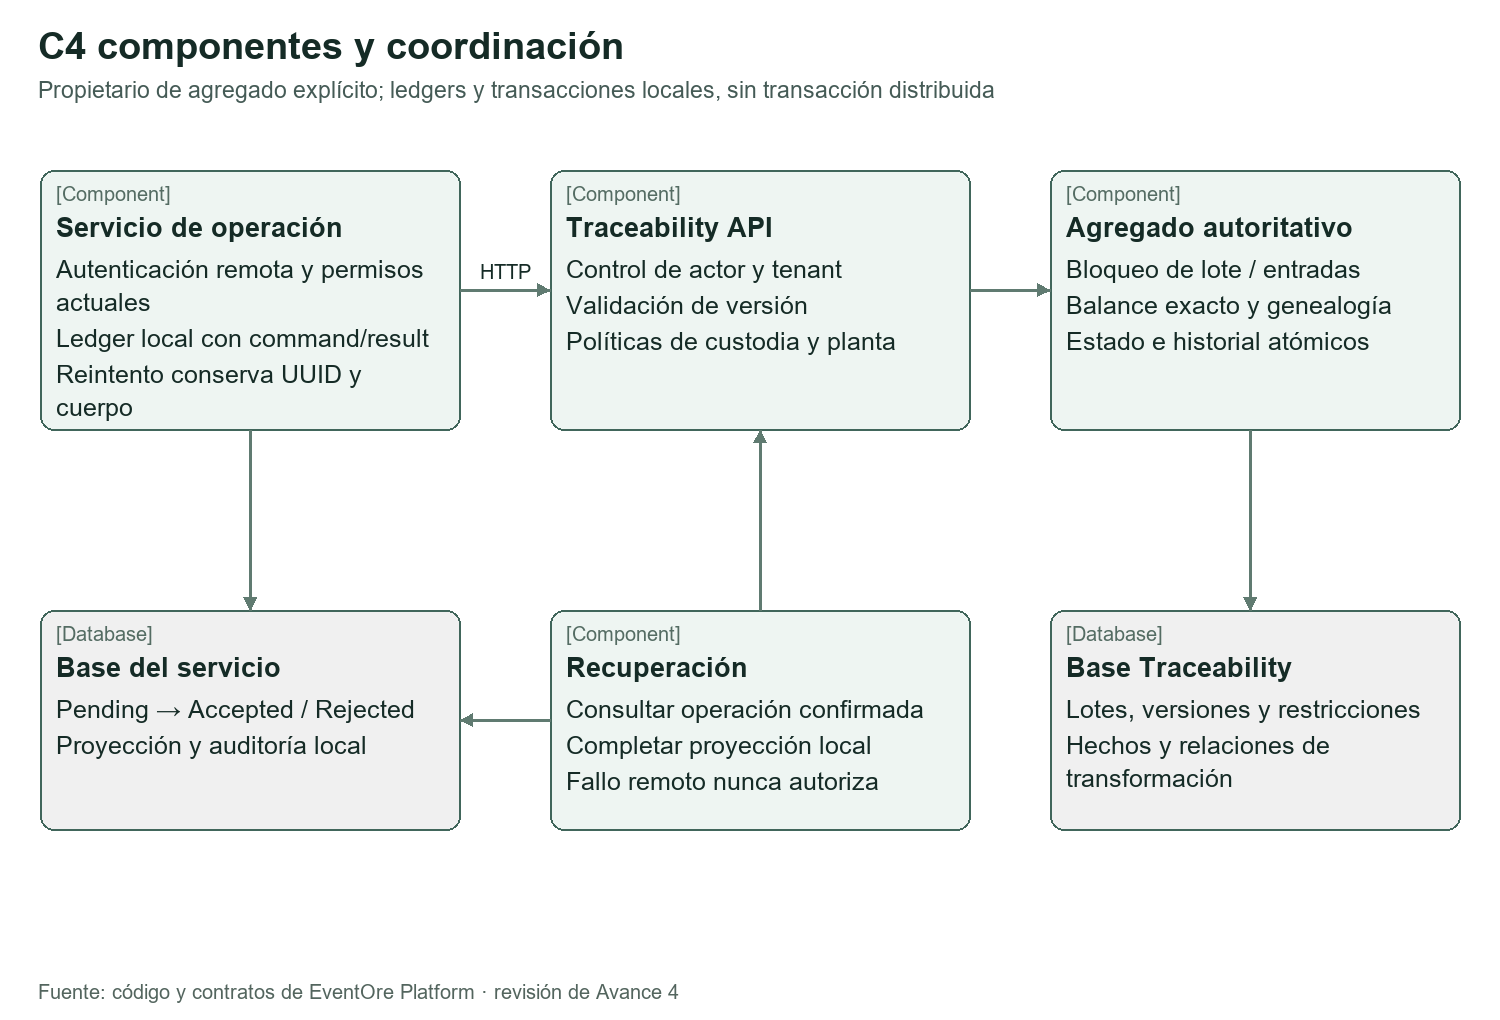 C4 componentes y coordinación
Propietario de agregado explícito; ledgers y transacciones locales, sin transacción distribuida
[Component]
Servicio de operación
Autenticación remota y permisos
actuales
Ledger local con command/result
Reintento conserva UUID y
cuerpo
HTTP
[Component]
Traceability API
Control de actor y tenant
Validación de versión
Políticas de custodia y planta
[Component]
Agregado autoritativo
Bloqueo de lote / entradas
Balance exacto y genealogía
Estado e historial atómicos
[Database]
Base del servicio
Pending → Accepted / Rejected
Proyección y auditoría local
[Component]
Recuperación
Consultar operación confirmada
Completar proyección local
Fallo remoto nunca autoriza
[Database]
Base Traceability
Lotes, versiones y restricciones
Hechos y relaciones de
transformación
Fuente: código y contratos de EventOre Platform · revisión de Avance 4